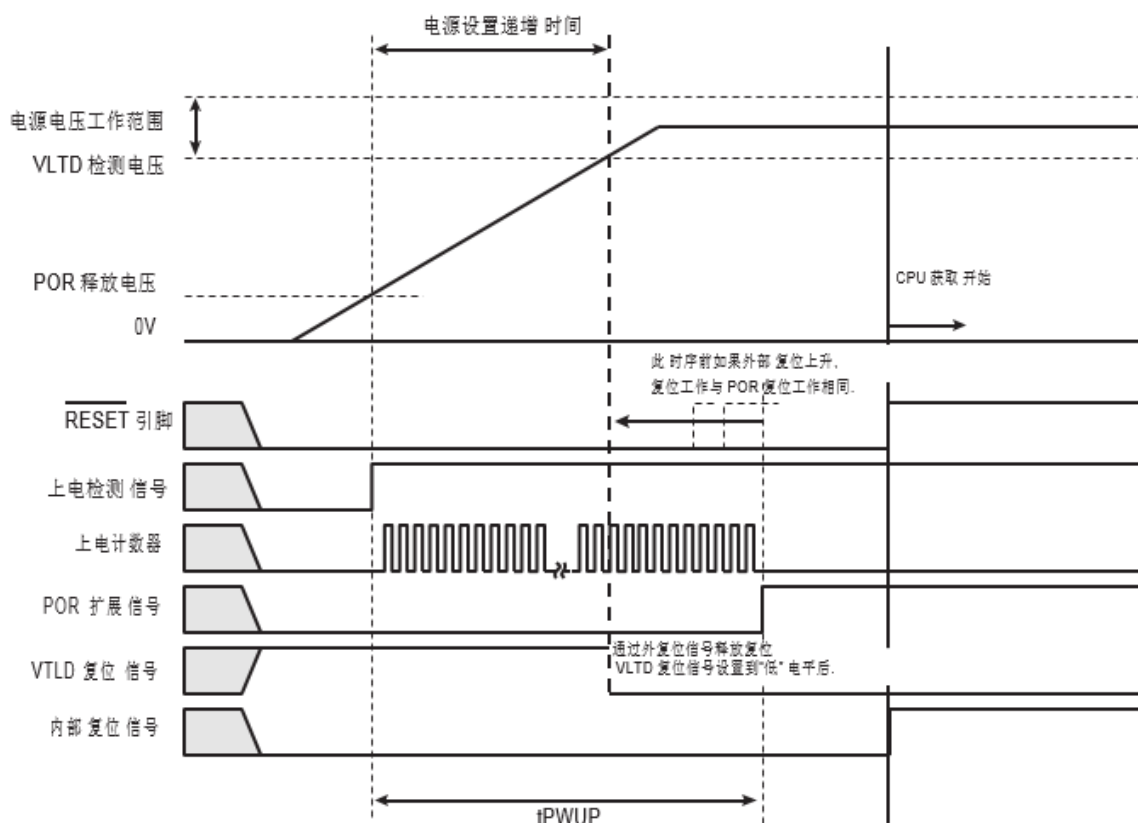 电源设置递增 时间
电源电压工作范围
VLTD 检测电压
POR 释放电压
CPU 获取 开始
0V
此 时序前如果外部 复位上升,
复位工作与 POR 复位工作相同.
RESET 引脚
上电检测 信号
上电计数器
POR 扩展 信号
通过外复位信号释放复位
VLTD 复位信号设置到“低” 电平后.
VTLD 复位 信号
内部 复位 信号
tPWUP